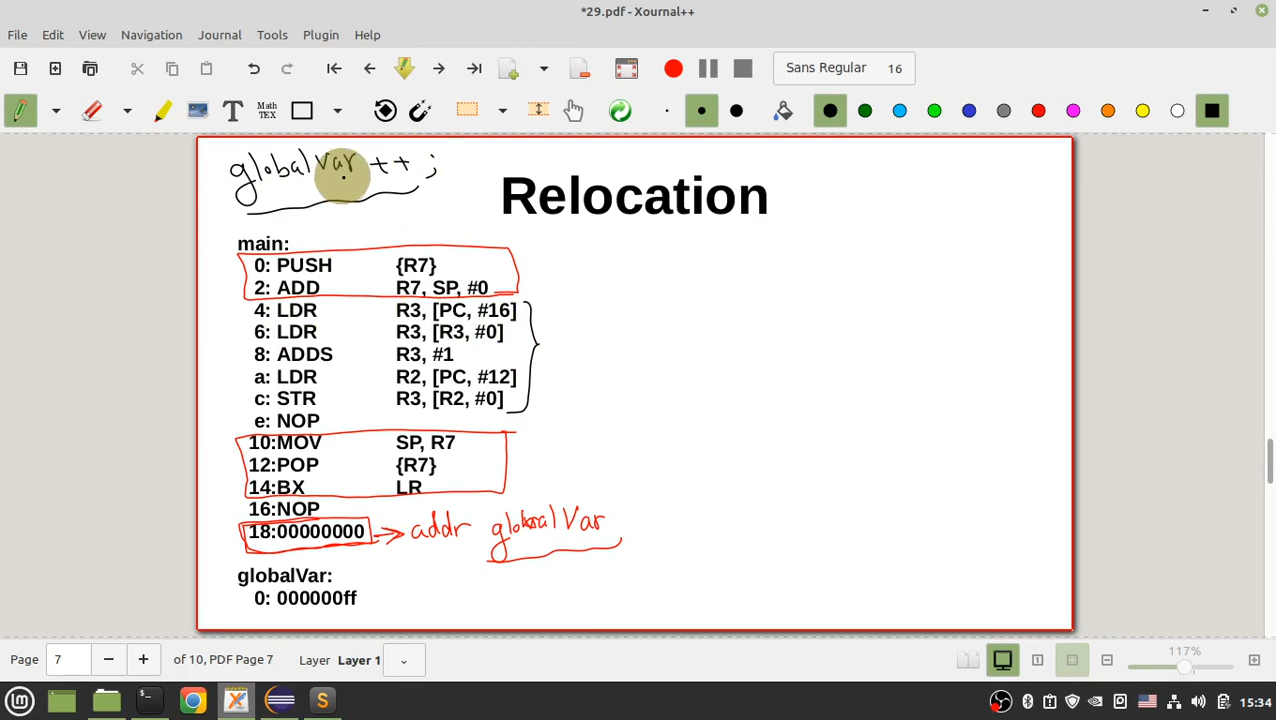 *29.pdf - Xournal++
File Edit View Navigation Journal Tools Plugin Help
Sans Regular 16
T Math TEX
globalVar ++ ;
Relocation
main:
0: PUSH {R7}
2: ADD R7, SP, #0
4: LDR R3, [PC, #16]
6: LDR R3, [R3, #0]
8: ADDS R3, #1
a: LDR R2, [PC, #12]
c: STR R3, [R2, #0]
e: NOP
10:MOV SP, R7
12:POP {R7}
14:BX LR
16:NOP
18:00000000 → addr globalVar
globalVar:
0: 000000ff
Page 7 of 10, PDF Page 7 Layer Layer 1 117%
15:34